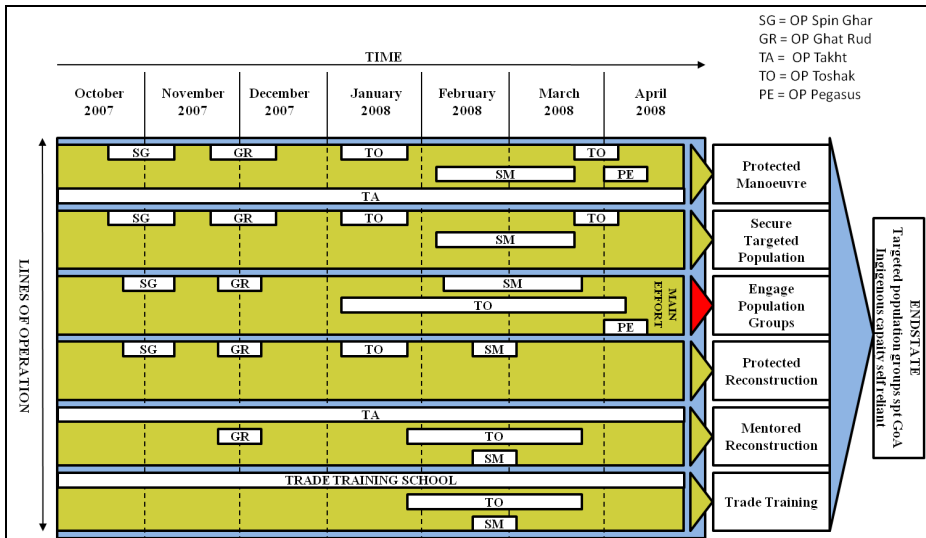 SG = OP Spin Ghar
GR = OP Ghat Rud
TA = OP Takht
TO = OP Toshak
PE = OP Pegasus
TIME
October
2007
November
2007
December
2007
January
2008
February
2008
March
2008
April
2008
LINES OF OPERATION
SG
GR
TO
TO
SM
PE
TA
Protected
Manoeuvre
SG
GR
TO
TO
SM
Secure
Targeted
Population
SG
GR
SM
TO
PE
MAIN
EFFORT
Engage
Population
Groups
SG
GR
TO
SM
Protected
Reconstruction
TA
GR
TO
SM
Mentored
Reconstruction
TRADE TRAINING SCHOOL
TO
SM
Trade Training
ENDSTATE
Targeted population groups spt GoA
Ingigenous capaity self reliant